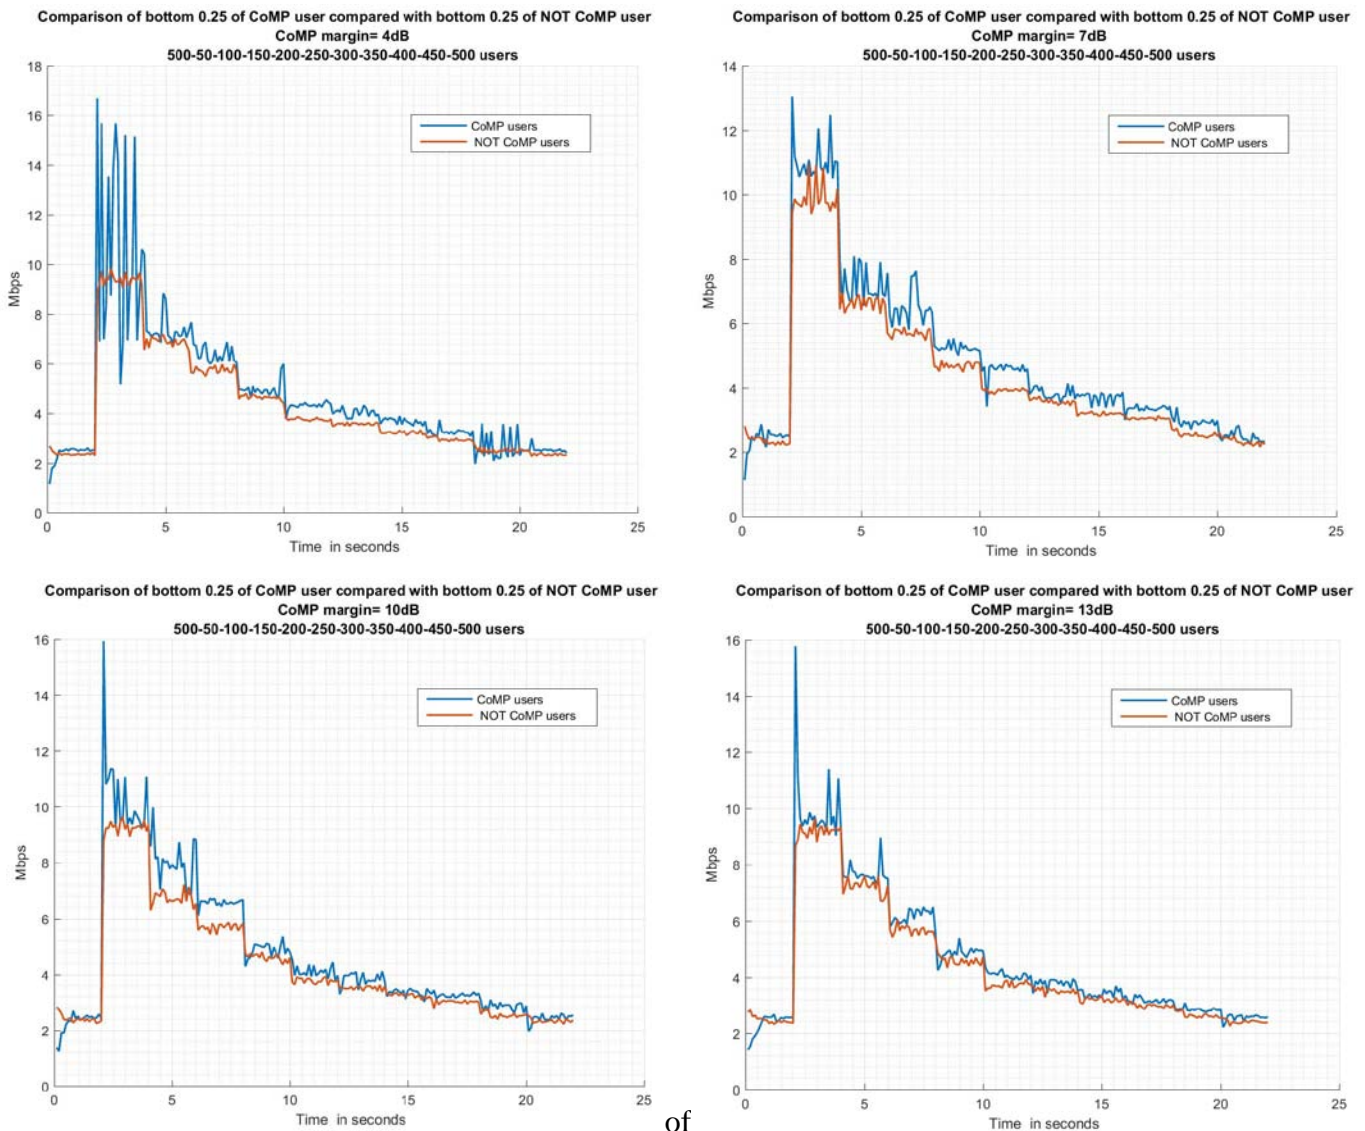 Comparison of bottom 0.25 of CoMP user compared with bottom 0.25 of NOT CoMP user
CoMP margin= 4dB
500-50-100-150-200-250-300-350-400-450-500 users
18
16
14
12
10
8
6
4
2
0
Mbps
CoMP users
NOT CoMP users
0
5
10
15
20
25
Time in seconds
Comparison of bottom 0.25 of CoMP user compared with bottom 0.25 of NOT CoMP user
CoMP margin= 7dB
500-50-100-150-200-250-300-350-400-450-500 users
14
12
10
8
6
4
2
0
Mbps
CoMP users
NOT CoMP users
0
5
10
15
20
25
Time in seconds
Comparison of bottom 0.25 of CoMP user compared with bottom 0.25 of NOT CoMP user
CoMP margin= 10dB
500-50-100-150-200-250-300-350-400-450-500 users
16
14
12
10
8
6
4
2
0
Mbps
CoMP users
NOT CoMP users
0
5
10
15
20
25
Time in seconds
of
Comparison of bottom 0.25 of CoMP user compared with bottom 0.25 of NOT CoMP user
CoMP margin= 13dB
500-50-100-150-200-250-300-350-400-450-500 users
16
14
12
10
8
6
4
2
0
Mbps
CoMP users
NOT CoMP users
0
5
10
15
20
25
Time in seconds